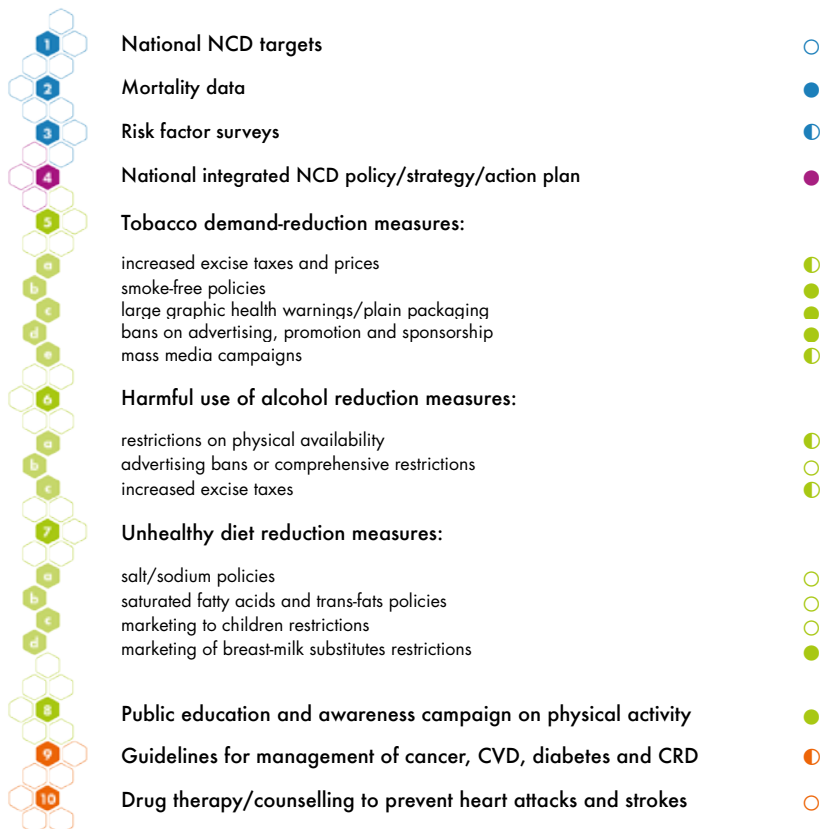 1 National NCD targets
2 Mortality data
3 Risk factor surveys
4 National integrated NCD policy/strategy/action plan
5 Tobacco demand-reduction measures:
a increased excise taxes and prices
b smoke-free policies
c large graphic health warnings/plain packaging
d bans on advertising, promotion and sponsorship
e mass media campaigns
6 Harmful use of alcohol reduction measures:
a restrictions on physical availability
b advertising bans or comprehensive restrictions
c increased excise taxes
7 Unhealthy diet reduction measures:
a salt/sodium policies
b saturated fatty acids and trans-fats policies
c marketing to children restrictions
d marketing of breast-milk substitutes restrictions
8 Public education and awareness campaign on physical activity
9 Guidelines for management of cancer, CVD, diabetes and CRD
10 Drug therapy/counselling to prevent heart attacks and strokes